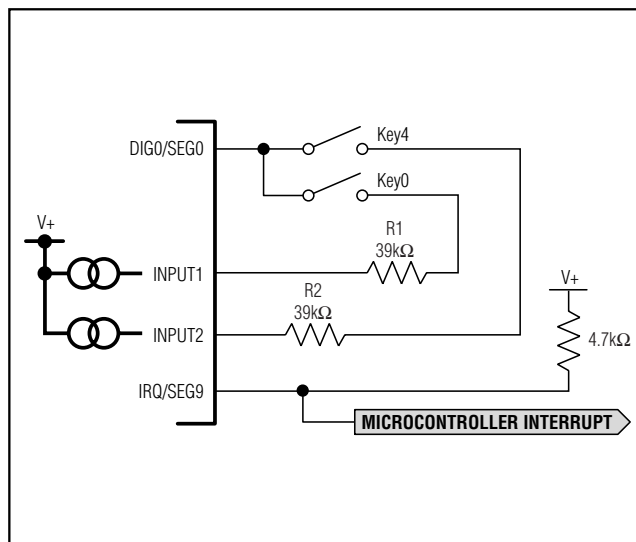 DIG0/SEG0
Key4
Key0
V+
R1
39kΩ
INPUT1
R2
39kΩ
V+
INPUT2
4.7kΩ
IRQ/SEG9
MICROCONTROLLER INTERRUPT